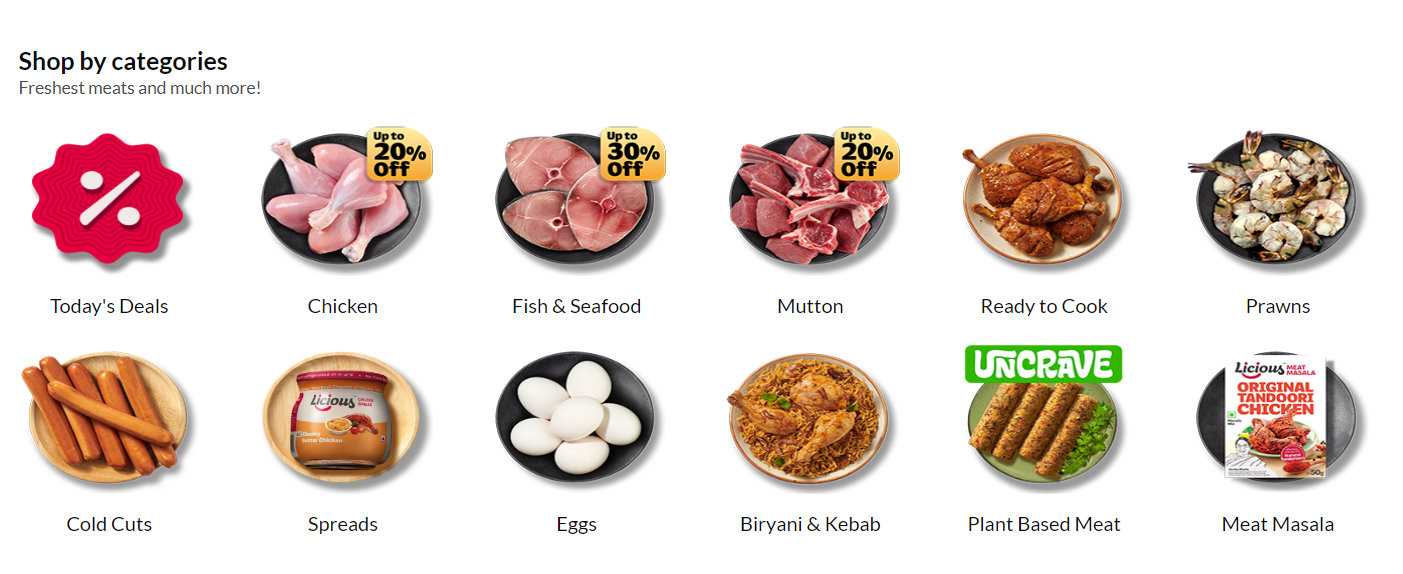 Shop by categories
Freshest meats and much more!
Up to
20%
Off
Up to
30%
Off
Up to
20%
Off
Today's Deals
Chicken
Fish & Seafood
Mutton
Ready to Cook
Prawns
Licious
UNCRAVE
Licious MEAT
MASALA
ORIGINAL
TANDOORI
CHICKEN
50g
Cold Cuts
Spreads
Eggs
Biryani & Kebab
Plant Based Meat
Meat Masala